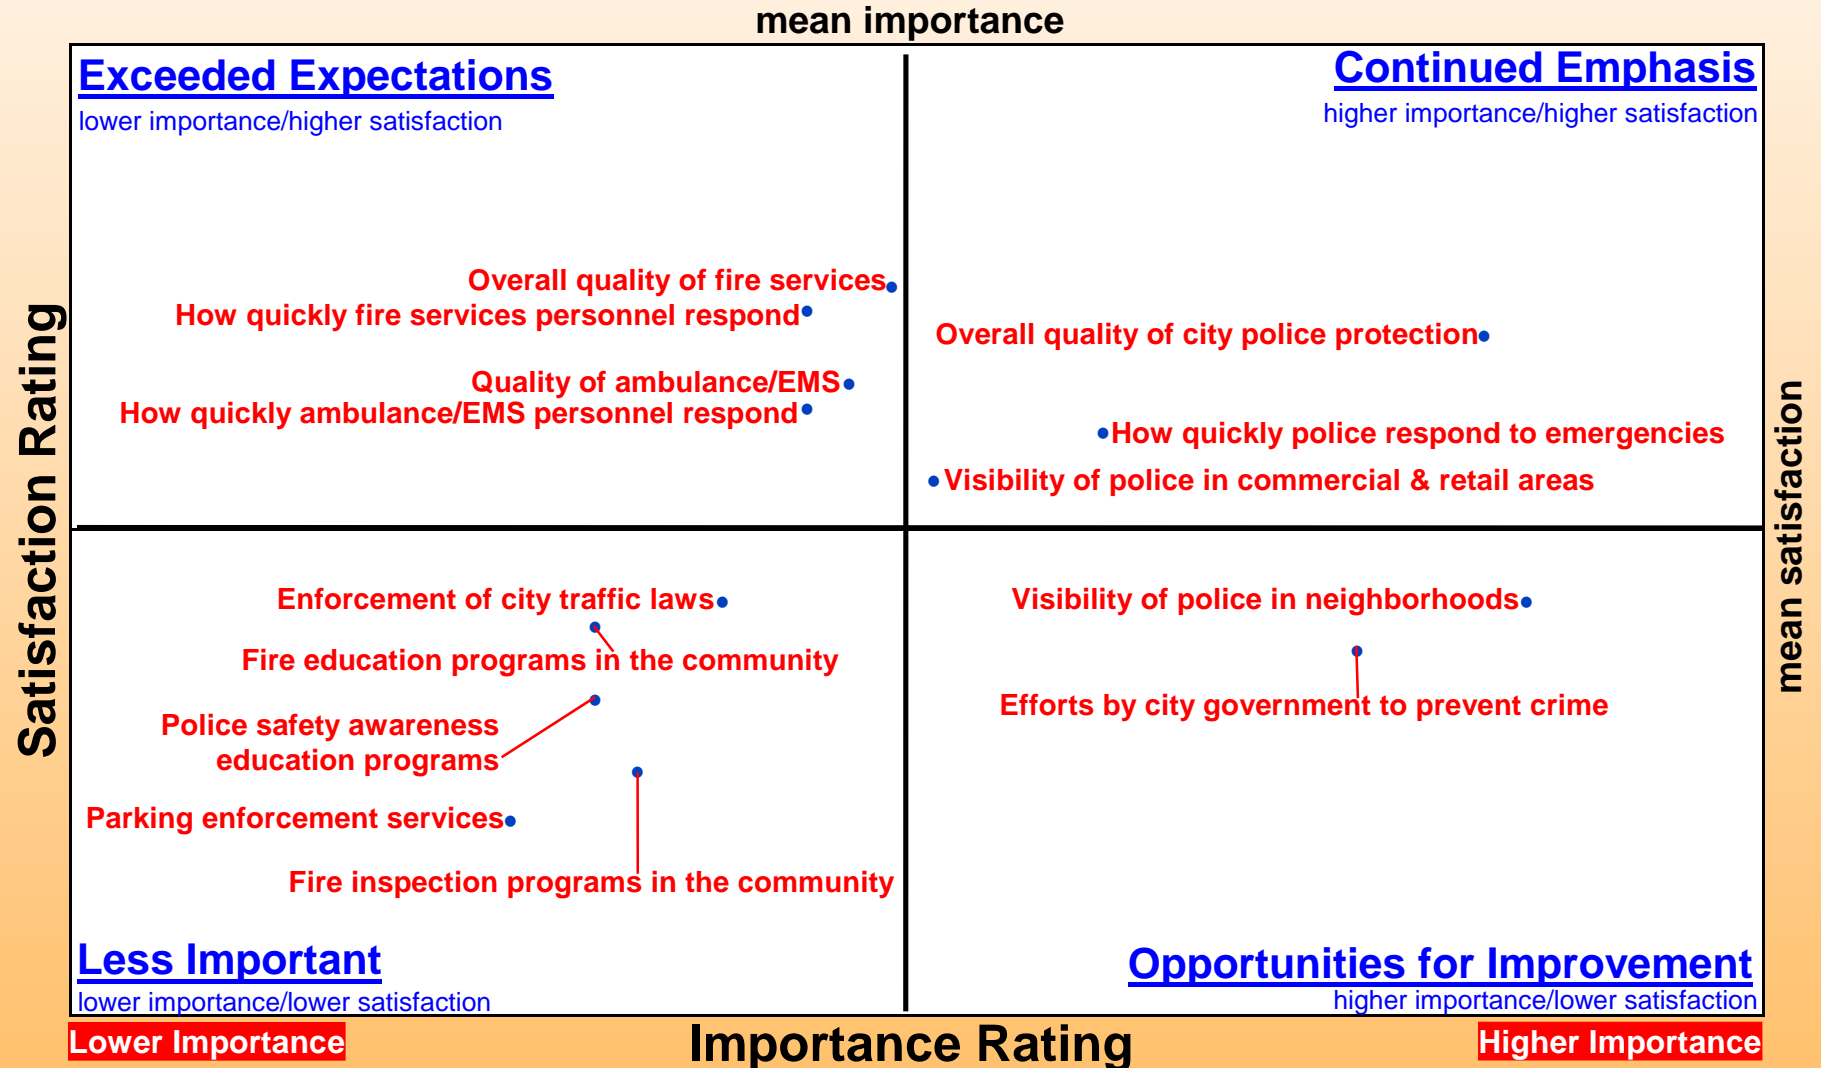 mean importance
Exceeded Expectations
lower importance/higher satisfaction
Continued Emphasis
higher importance/higher satisfaction
Overall quality of fire services
How quickly fire services personnel respond
Quality of ambulance/EMS
How quickly ambulance/EMS personnel respond
Overall quality of city police protection
How quickly police respond to emergencies
Visibility of police in commercial & retail areas
Satisfaction Rating
mean satisfaction
Enforcement of city traffic laws
Fire education programs in the community
Police safety awareness
education programs
Parking enforcement services
Fire inspection programs in the community
Visibility of police in neighborhoods
Efforts by city government to prevent crime
Less Important
lower importance/lower satisfaction
Opportunities for Improvement
higher importance/lower satisfaction
Lower Importance
Importance Rating
Higher Importance